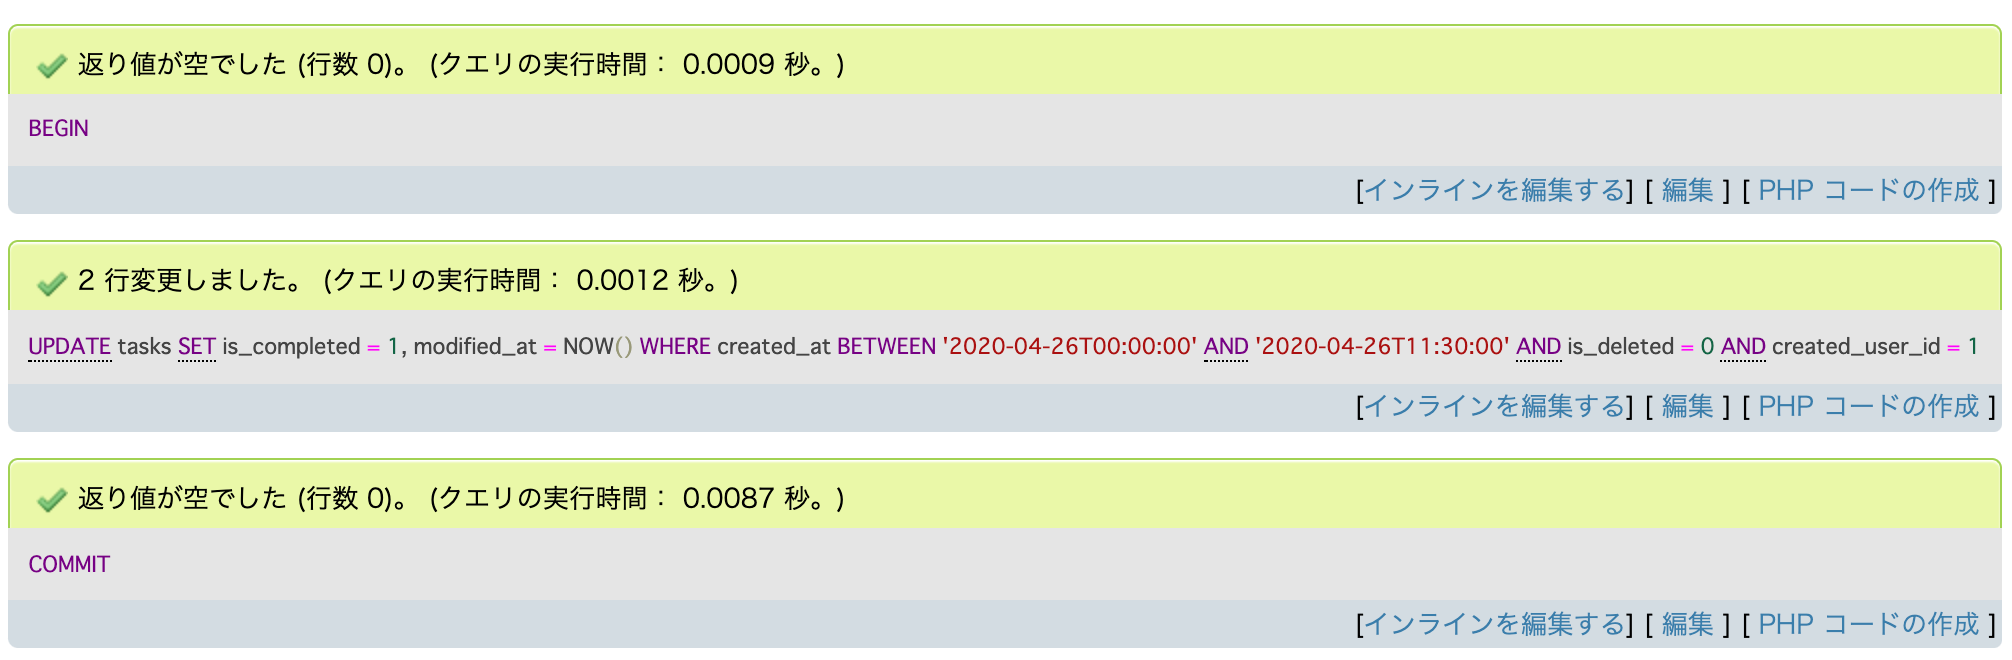 返り値が空でした (行数 0)。 (クエリの実行時間： 0.0009 秒。)
BEGIN
[インラインを編集する] [ 編集 ] [ PHP コードの作成 ]
2 行変更しました。 (クエリの実行時間： 0.0012 秒。)
UPDATE tasks SET is_completed = 1, modified_at = NOW() WHERE created_at BETWEEN '2020-04-26T00:00:00' AND '2020-04-26T11:30:00' AND is_deleted = 0 AND created_user_id = 1
[インラインを編集する] [ 編集 ] [ PHP コードの作成 ]
返り値が空でした (行数 0)。 (クエリの実行時間： 0.0087 秒。)
COMMIT
[インラインを編集する] [ 編集 ] [ PHP コードの作成 ]